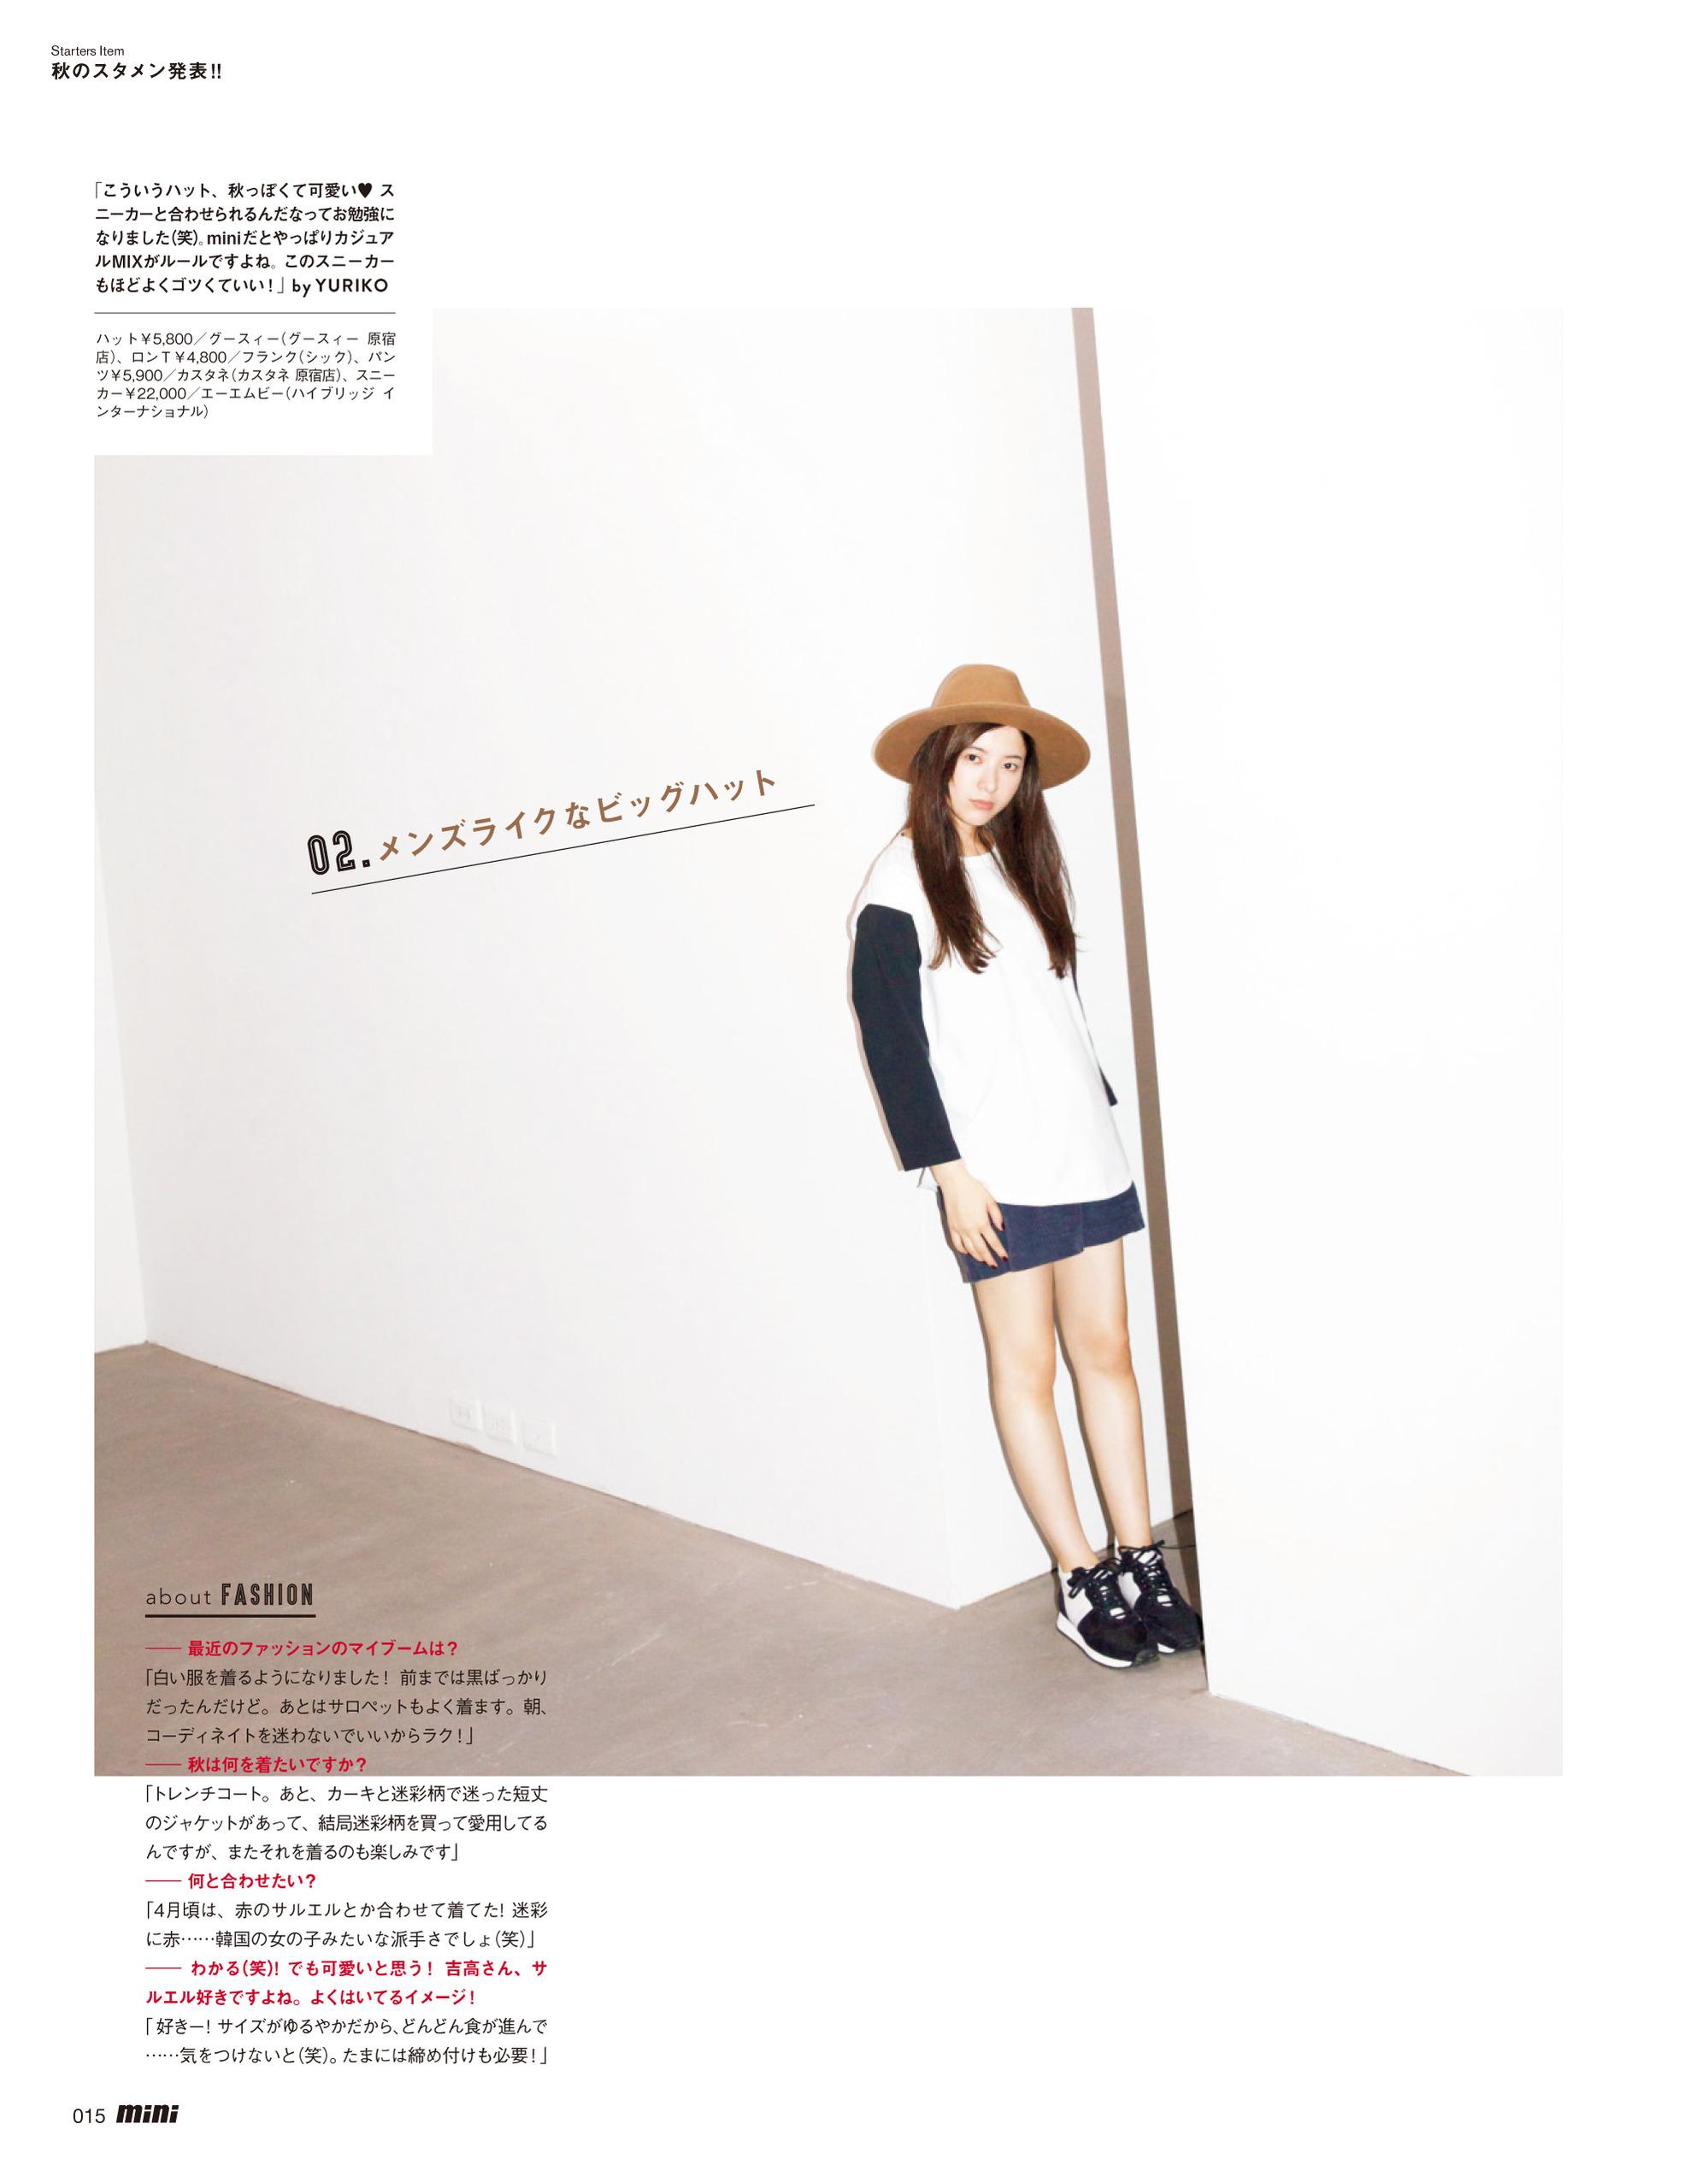 Starters Item
秋のスタメン発表!!
「こういうハット、秋っぽくて可愛い♥ ス
ニーカーと合わせられるんだなってお勉強に
なりました(笑)。miniだとやっぱりカジュア
ルMIXがルールですよね。このスニーカー
もほどよくゴツくていい！」by YURIKO
ハット¥5,800／グースィー(グースィー 原宿
店)、ロンT¥4,800／フランク(シック)、パン
ツ¥5,900／カスタネ(カスタネ 原宿店)、スニー
カー¥22,000／エーエムビー(ハイブリッジ イ
ンターナショナル)
02.メンズライクなビッグハット
about FASHION
―― 最近のファッションのマイブームは？
「白い服を着るようになりました！ 前までは黒ばっかり
だったんだけど。あとはサロペットもよく着ます。朝、
コーディネイトを迷わないでいいからラク！」
―― 秋は何を着たいですか？
「トレンチコート。あと、カーキと迷彩柄で迷った短丈
のジャケットがあって、結局迷彩柄を買って愛用してる
んですが、またそれを着るのも楽しみです」
―― 何と合わせたい？
「4月頃は、赤のサルエルとか合わせて着てた! 迷彩
に赤……韓国の女の子みたいな派手さでしょ(笑)」
―― わかる(笑)! でも可愛いと思う！ 吉高さん、サ
ルエル好きですよね。よくはいてるイメージ！
「好きー! サイズがゆるやかだから、どんどん食が進んで
……気をつけないと(笑)。たまには締め付けも必要！」
015 mini